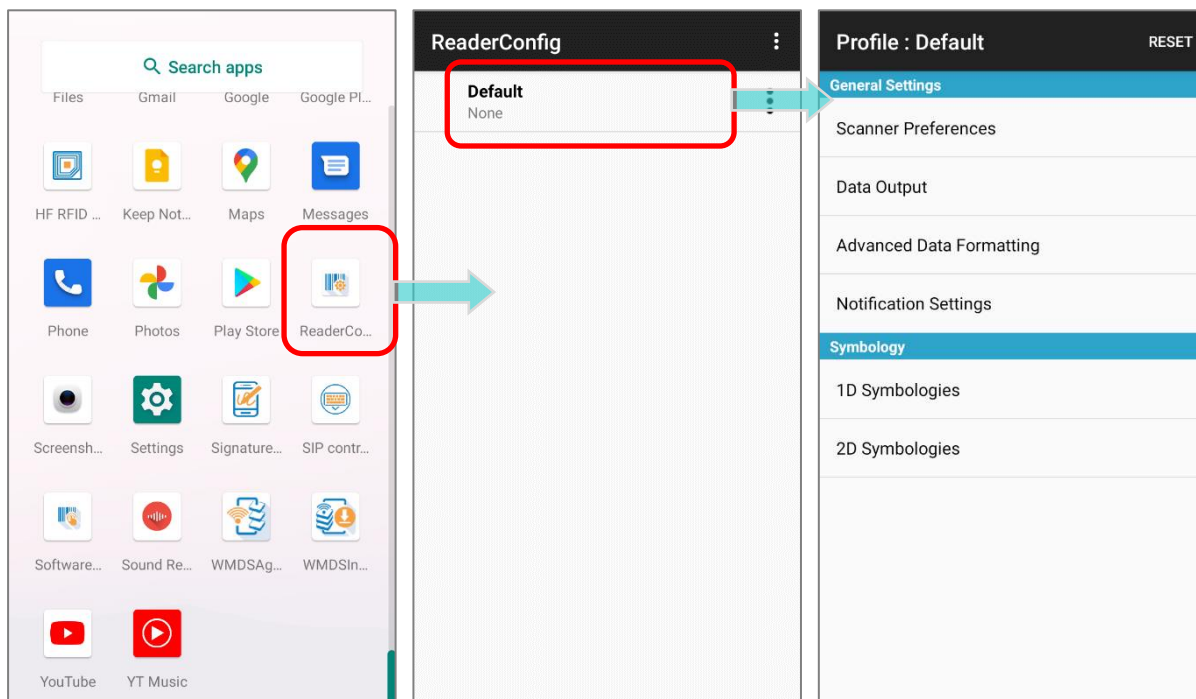 Search apps
Files Gmail Google Google Pl...
HF RFID ... Keep Not... Maps Messages
Phone Photos Play Store ReaderCo...
Screensh... Settings Signature... SIP contr...
Software... Sound Re... WMDSAg... WMDSIn...
YouTube YT Music
ReaderConfig
Default
None
Profile : Default RESET
General Settings
Scanner Preferences
Data Output
Advanced Data Formatting
Notification Settings
Symbology
1D Symbologies
2D Symbologies